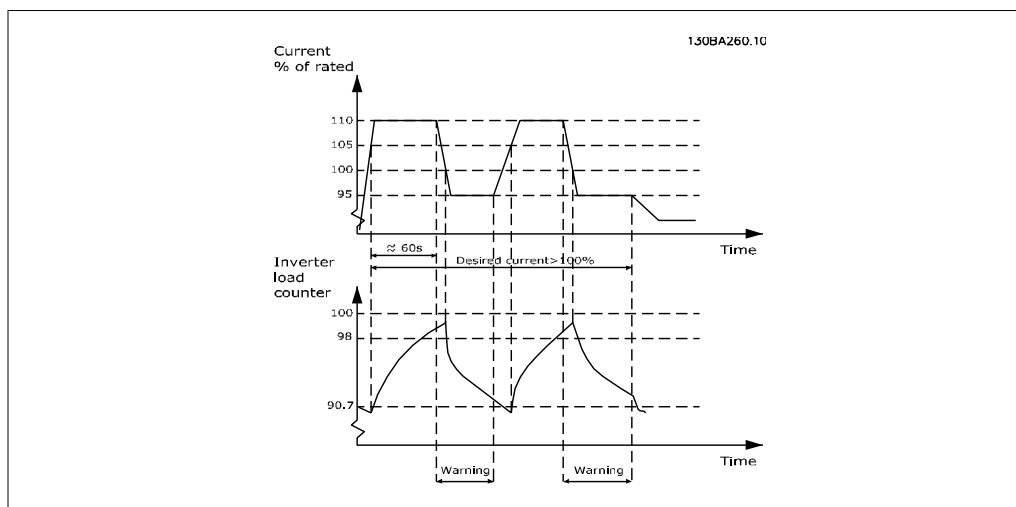 130BA260.10
Current
% of rated
110
105
100
95
Time
≈ 60s
Desired current>100%
Inverter
load
counter
100
98
90.7
Time
Warning
Warning